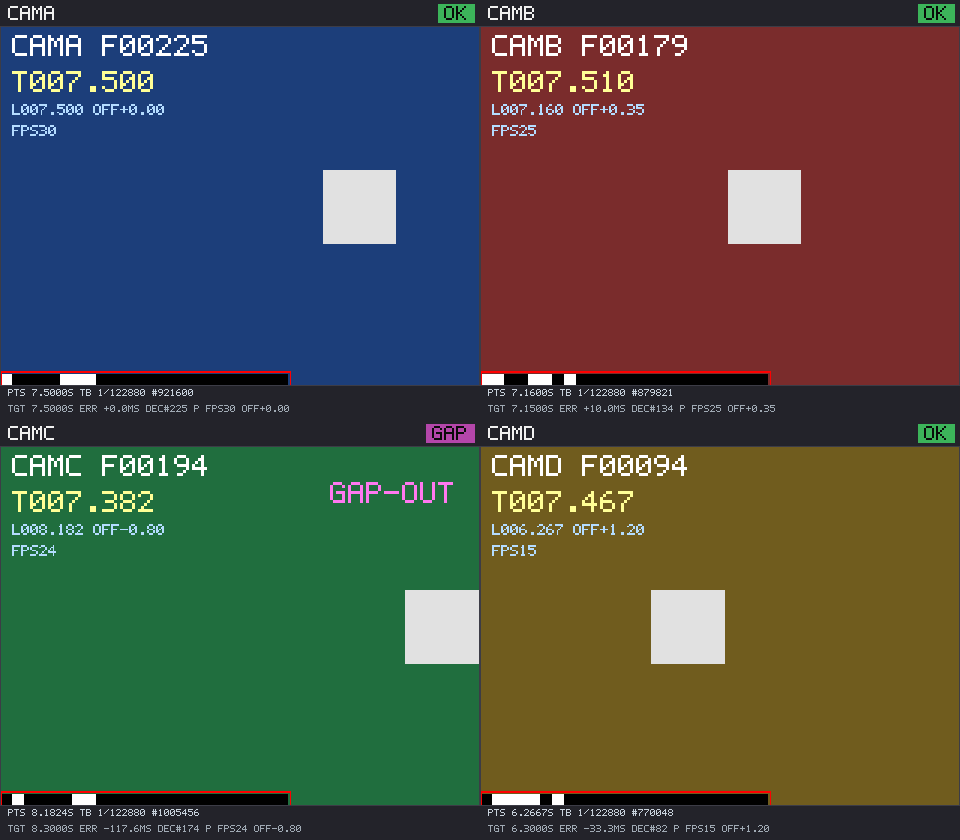 CAMA OK
CAMA F00225
T007.500
L007.500 OFF+0.00
FPS30
PTS 7.5000S TB 1/122880 #921600
TGT 7.5000S ERR +0.0MS DEC#225 P FPS30 OFF+0.00
CAMB OK
CAMB F00179
T007.510
L007.160 OFF+0.35
FPS25
PTS 7.1600S TB 1/122880 #879821
TGT 7.1500S ERR +10.0MS DEC#134 P FPS25 OFF+0.35
CAMC GAP
CAMC F00194
GAP-OUT
T007.382
L008.182 OFF-0.80
FPS24
PTS 8.1824S TB 1/122880 #1005456
TGT 8.3000S ERR -117.6MS DEC#174 P FPS24 OFF-0.80
CAMD OK
CAMD F00094
T007.467
L006.267 OFF+1.20
FPS15
PTS 6.2667S TB 1/122880 #770048
TGT 6.3000S ERR -33.3MS DEC#82 P FPS15 OFF+1.20